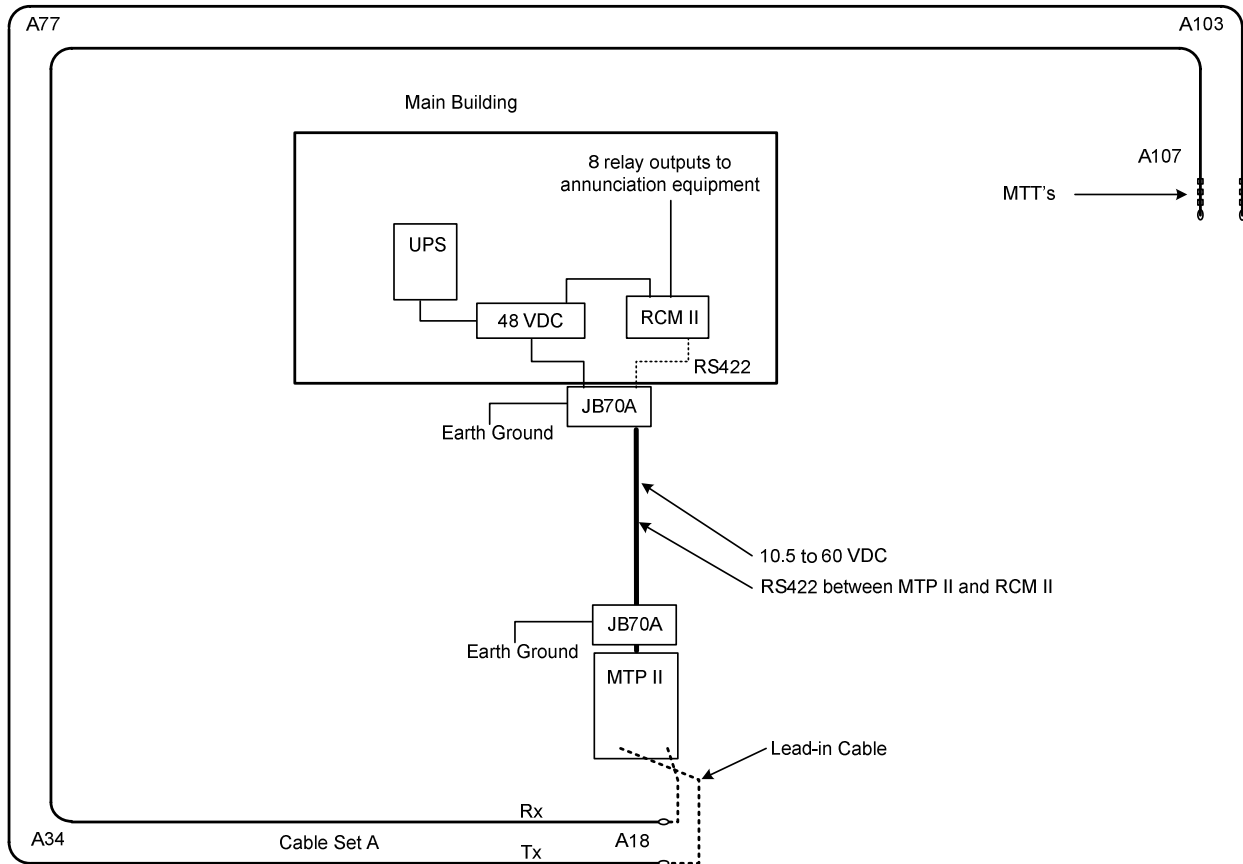 A77
A103
Main Building
8 relay outputs to
annunciation equipment
A107
MTT's
UPS
48 VDC
RCM II
RS422
JB70A
Earth Ground
10.5 to 60 VDC
RS422 between MTP II and RCM II
JB70A
Earth Ground
MTP II
Lead-in Cable
Rx
A34
Cable Set A
A18
Tx